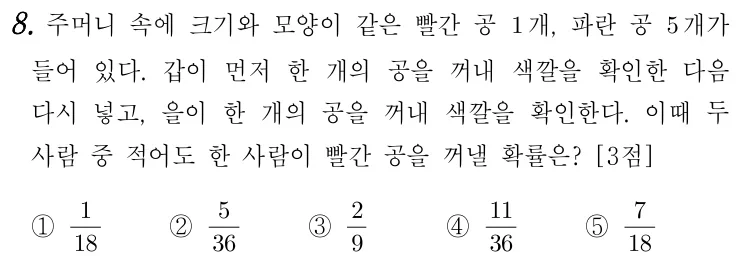 8. 주머니 속에 크기와 모양이 같은 빨간 공 1개, 파란 공 5개가
들어 있다. 갑이 먼저 한 개의 공을 꺼내 색깔을 확인한 다음
다시 넣고, 을이 한 개의 공을 꺼내 색깔을 확인한다. 이때 두
사람 중 적어도 한 사람이 빨간 공을 꺼낼 확률은? [3점]
① 1/18 ② 5/36 ③ 2/9 ④ 11/36 ⑤ 7/18